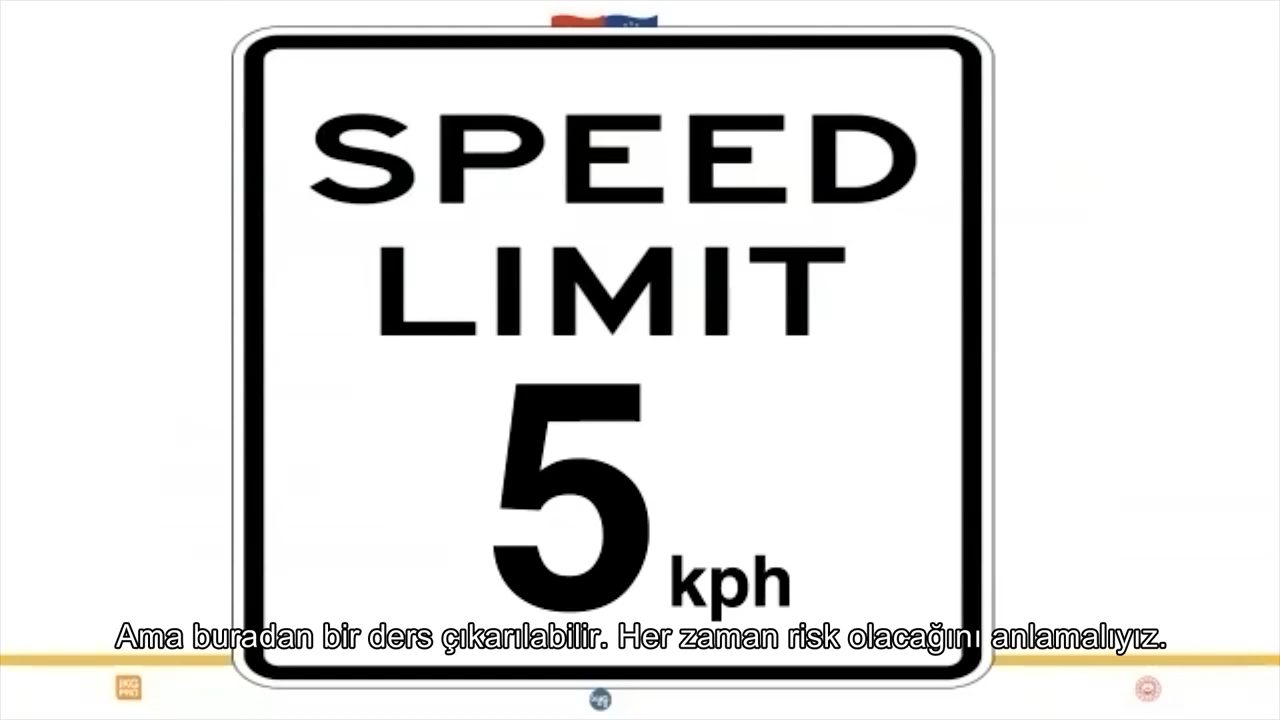 SPEED
LIMIT
5 kph
Ama buradan bir ders çıkarılabilir. Her zaman risk olacağını anlamalıyız.